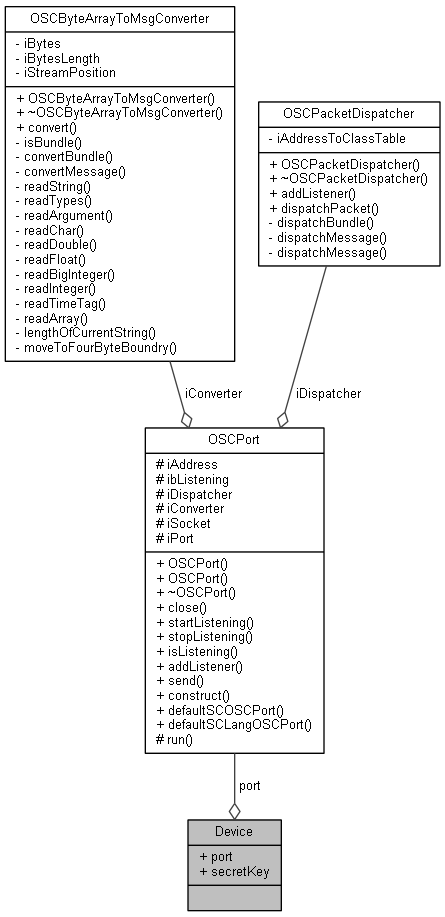 OSCByteArrayToMsgConverter
- iBytes
- iBytesLength
- iStreamPosition
+ OSCByteArrayToMsgConverter()
+ ~OSCByteArrayToMsgConverter()
+ convert()
- isBundle()
- convertBundle()
- convertMessage()
- readString()
- readTypes()
- readArgument()
- readChar()
- readDouble()
- readFloat()
- readBigInteger()
- readInteger()
- readTimeTag()
- readArray()
- lengthOfCurrentString()
- moveToFourByteBoundry()
OSCPacketDispatcher
- iAddressToClassTable
+ OSCPacketDispatcher()
+ ~OSCPacketDispatcher()
+ addListener()
+ dispatchPacket()
- dispatchBundle()
- dispatchMessage()
- dispatchMessage()
iConverter
iDispatcher
OSCPort
# iAddress
# ibListening
# iDispatcher
# iConverter
# iSocket
# iPort
+ OSCPort()
+ OSCPort()
+ ~OSCPort()
+ close()
+ startListening()
+ stopListening()
+ isListening()
+ addListener()
+ send()
+ construct()
+ defaultSCOSCPort()
+ defaultSCLangOSCPort()
# run()
port
Device
+ port
+ secretKey